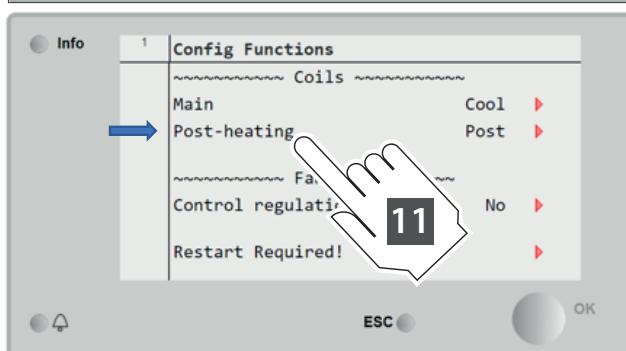 Info
1 Config Functions
~~~~~~~~~~~ Coils ~~~~~~~~~~~
Main Cool
Post-heating Post
~~~~~~~~~~~ Fa ~~
Control regulati No
11
Restart Required!
ESC
OK